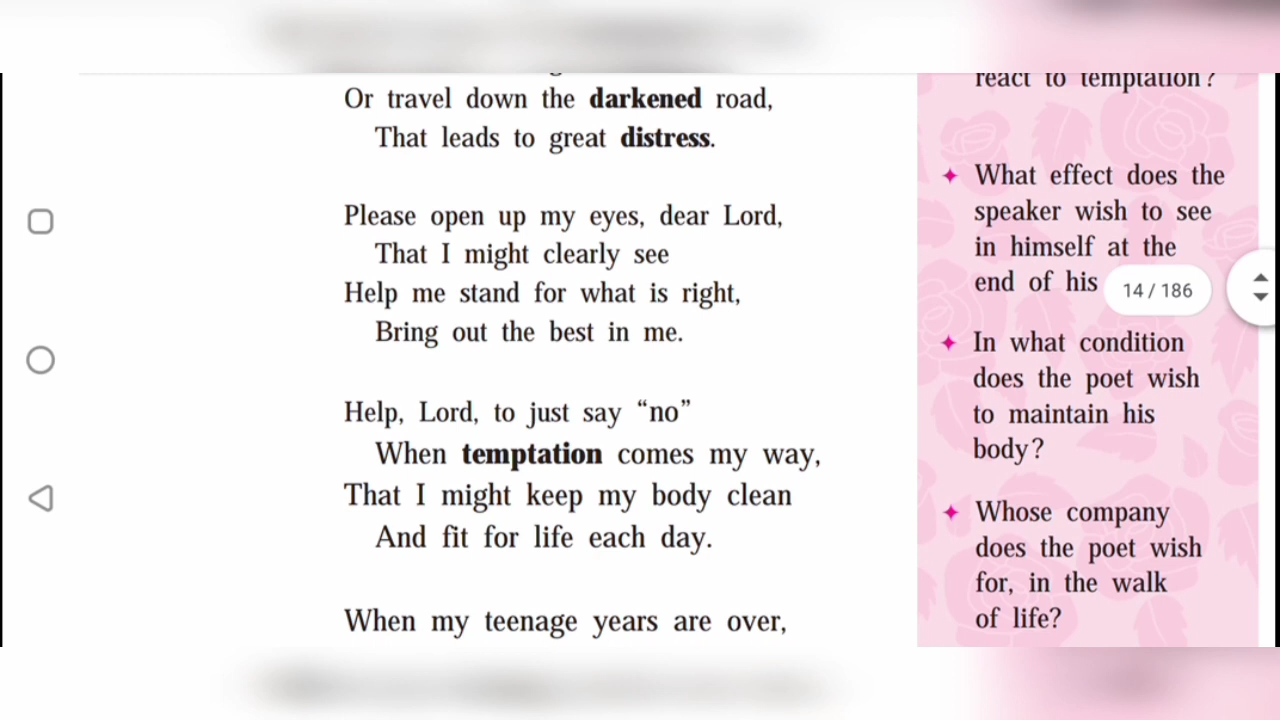 Or travel down the darkened road,
That leads to great distress.
Please open up my eyes, dear Lord,
That I might clearly see
Help me stand for what is right,
Bring out the best in me.
Help, Lord, to just say “no”
When temptation comes my way,
That I might keep my body clean
And fit for life each day.
When my teenage years are over,
react to temptation?
✦ What effect does the
speaker wish to see
in himself at the
end of his
14 / 186
✦ In what condition
does the poet wish
to maintain his
body?
✦ Whose company
does the poet wish
for, in the walk
of life?